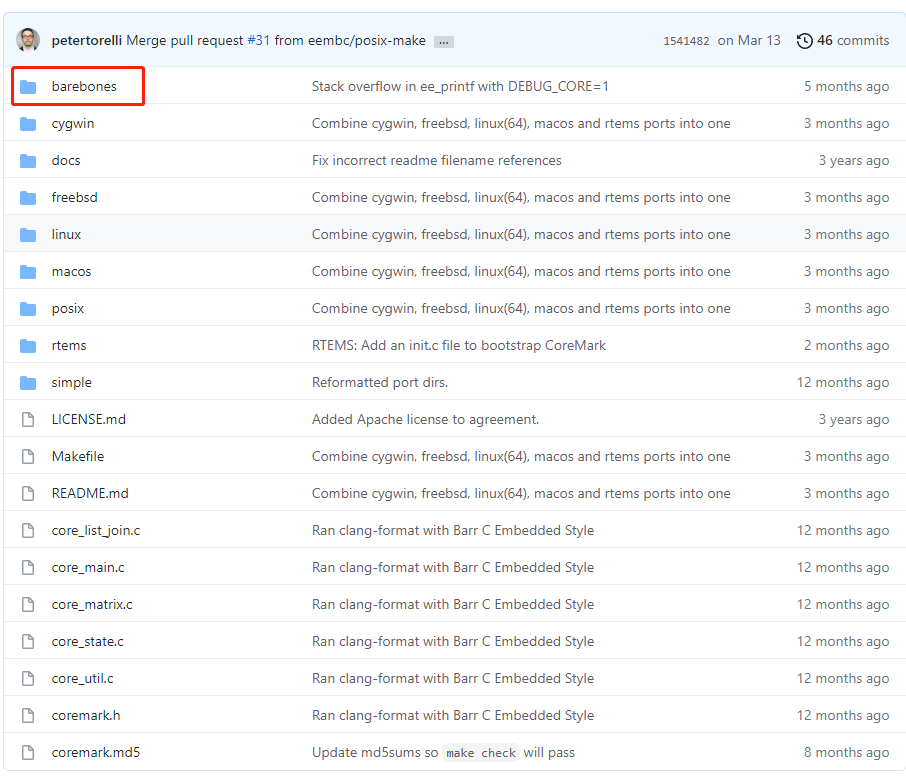 petertorelli Merge pull request #31 from eembc/posix-make ... 1541482 on Mar 13 46 commits
barebones Stack overflow in ee_printf with DEBUG_CORE=1 5 months ago
cygwin Combine cygwin, freebsd, linux(64), macos and rtems ports into one 3 months ago
docs Fix incorrect readme filename references 3 years ago
freebsd Combine cygwin, freebsd, linux(64), macos and rtems ports into one 3 months ago
linux Combine cygwin, freebsd, linux(64), macos and rtems ports into one 3 months ago
macos Combine cygwin, freebsd, linux(64), macos and rtems ports into one 3 months ago
posix Combine cygwin, freebsd, linux(64), macos and rtems ports into one 3 months ago
rtems RTEMS: Add an init.c file to bootstrap CoreMark 2 months ago
simple Reformatted port dirs. 12 months ago
LICENSE.md Added Apache license to agreement. 3 years ago
Makefile Combine cygwin, freebsd, linux(64), macos and rtems ports into one 3 months ago
README.md Combine cygwin, freebsd, linux(64), macos and rtems ports into one 3 months ago
core_list_join.c Ran clang-format with Barr C Embedded Style 12 months ago
core_main.c Ran clang-format with Barr C Embedded Style 12 months ago
core_matrix.c Ran clang-format with Barr C Embedded Style 12 months ago
core_state.c Ran clang-format with Barr C Embedded Style 12 months ago
core_util.c Ran clang-format with Barr C Embedded Style 12 months ago
coremark.h Ran clang-format with Barr C Embedded Style 12 months ago
coremark.md5 Update md5sums so make check will pass 8 months ago